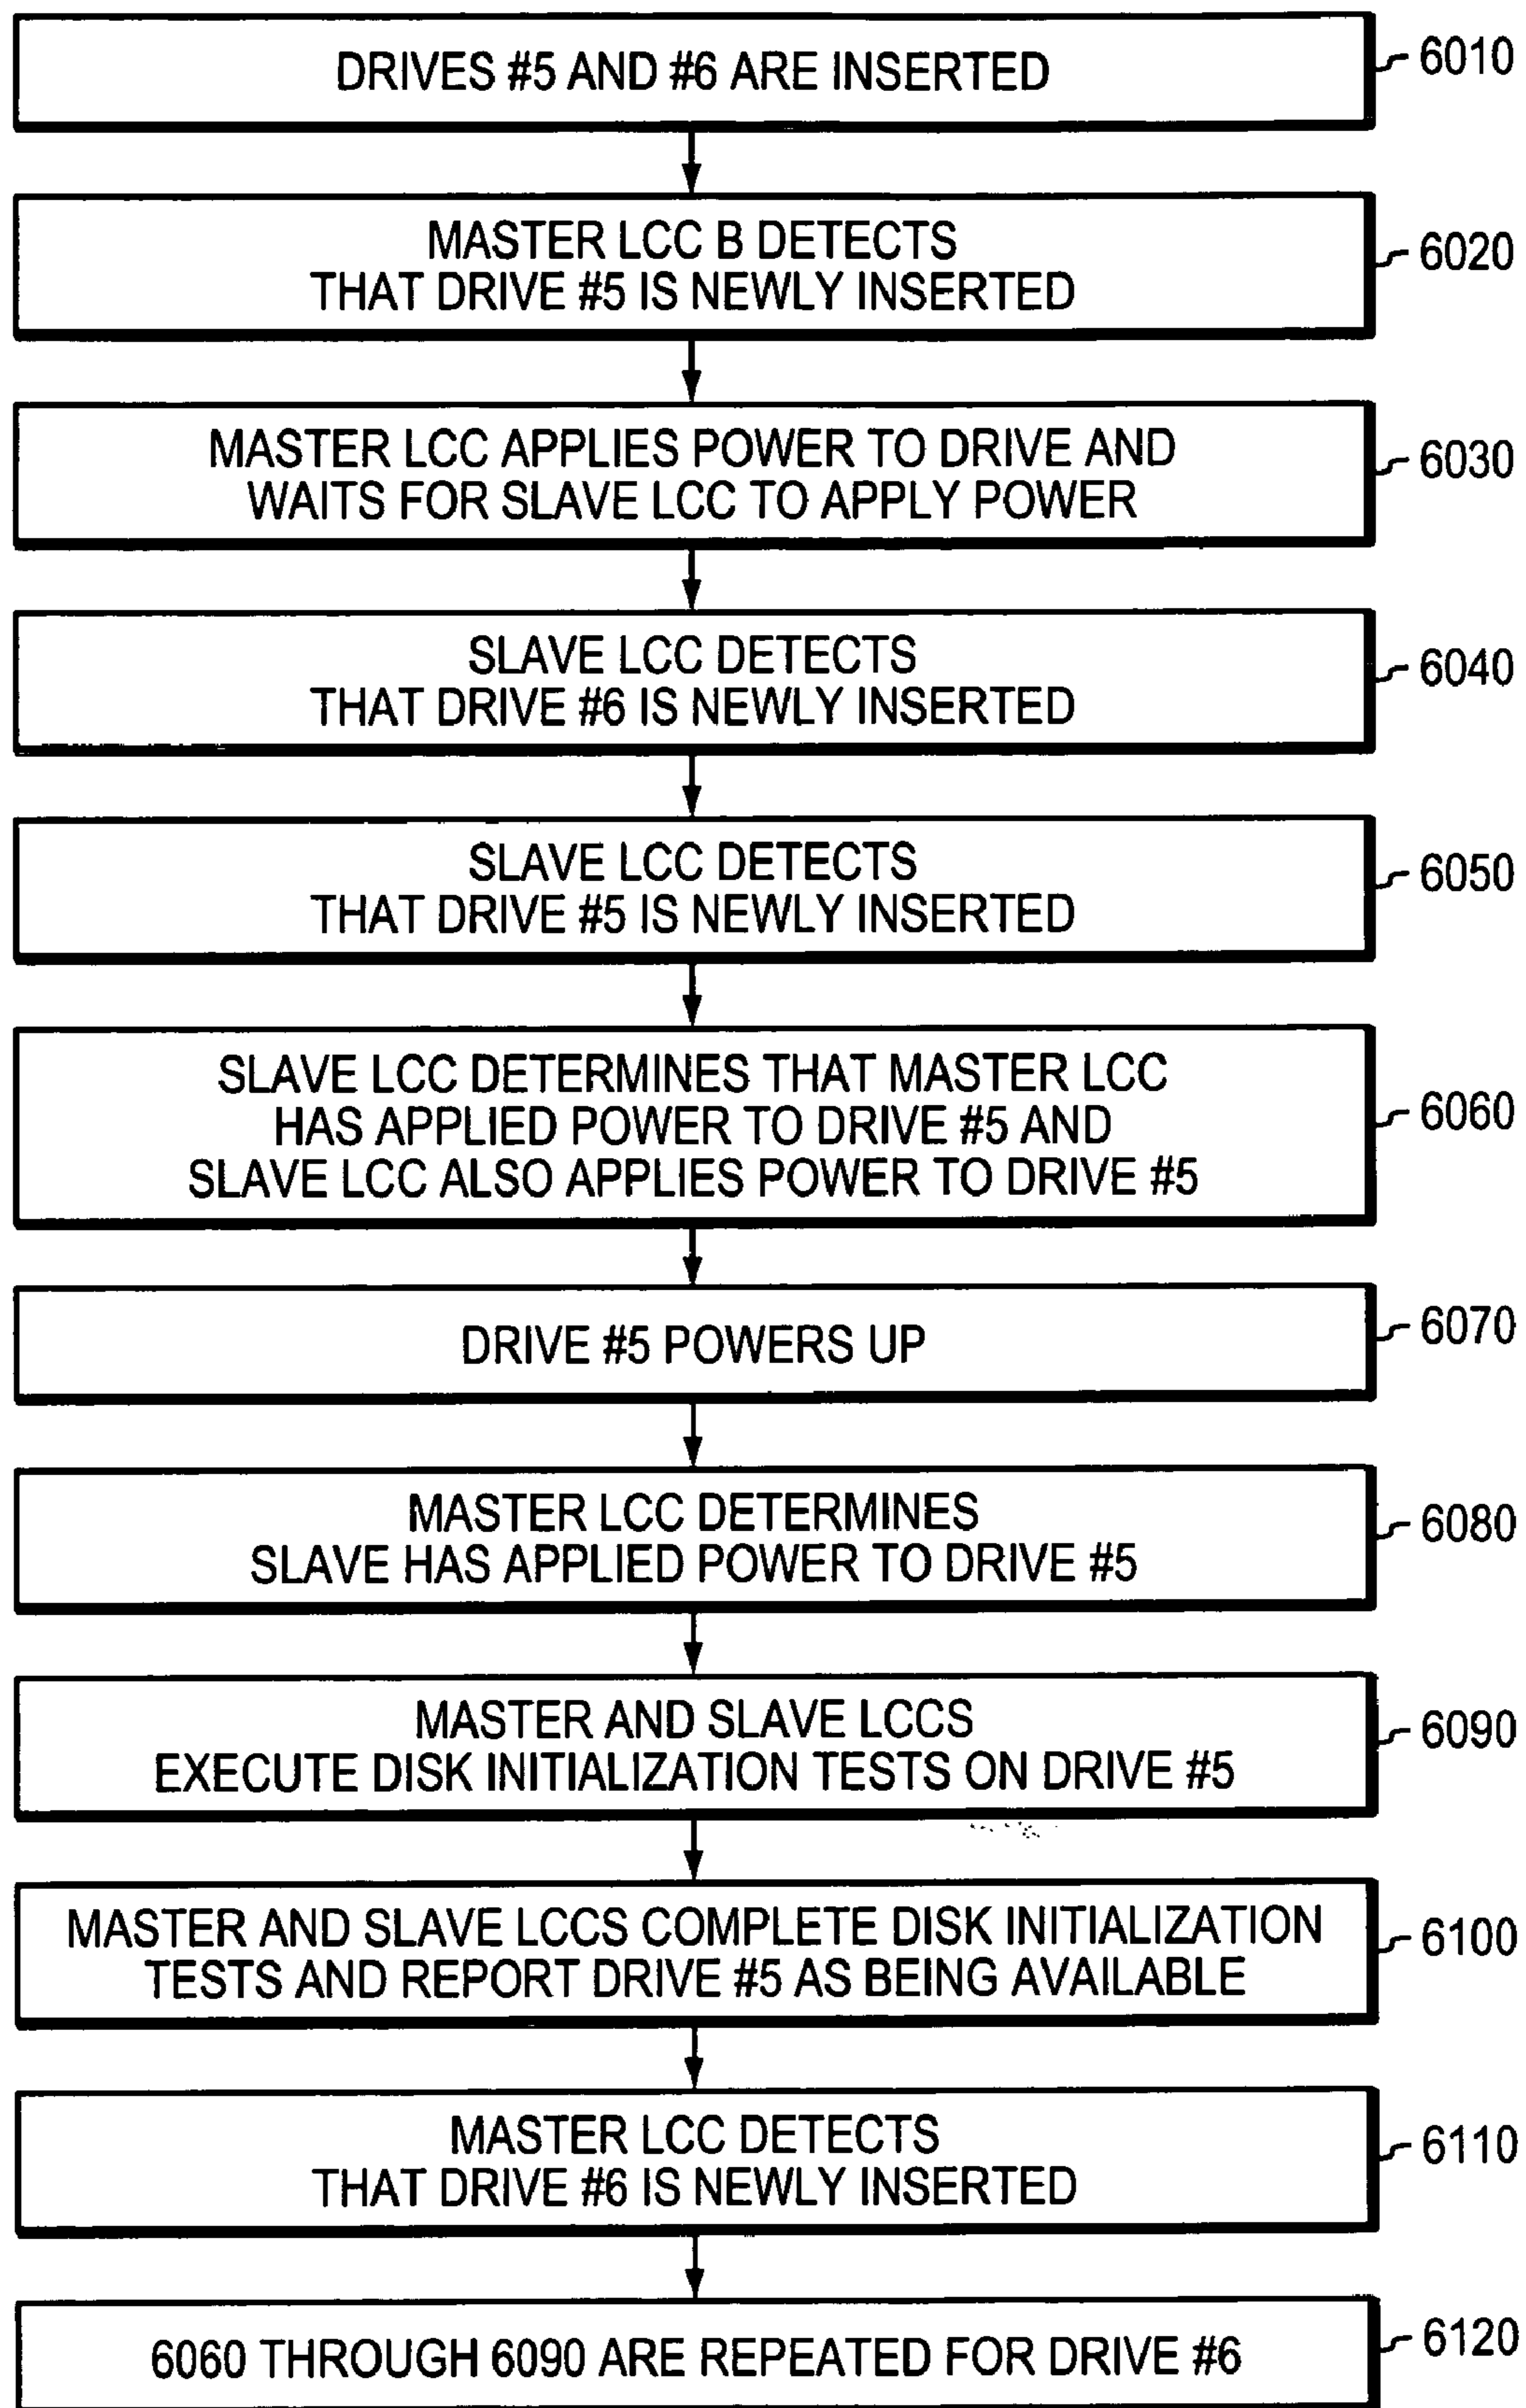 DRIVES #5 AND #6 ARE INSERTED
6010
MASTER LCC B DETECTS
THAT DRIVE #5 IS NEWLY INSERTED
6020
MASTER LCC APPLIES POWER TO DRIVE AND
WAITS FOR SLAVE LCC TO APPLY POWER
6030
SLAVE LCC DETECTS
THAT DRIVE #6 IS NEWLY INSERTED
6040
SLAVE LCC DETECTS
THAT DRIVE #5 IS NEWLY INSERTED
6050
SLAVE LCC DETERMINES THAT MASTER LCC
HAS APPLIED POWER TO DRIVE #5 AND
SLAVE LCC ALSO APPLIES POWER TO DRIVE #5
6060
DRIVE #5 POWERS UP
6070
MASTER LCC DETERMINES
SLAVE HAS APPLIED POWER TO DRIVE #5
6080
MASTER AND SLAVE LCCS
EXECUTE DISK INITIALIZATION TESTS ON DRIVE #5
6090
MASTER AND SLAVE LCCS COMPLETE DISK INITIALIZATION
TESTS AND REPORT DRIVE #5 AS BEING AVAILABLE
6100
MASTER LCC DETECTS
THAT DRIVE #6 IS NEWLY INSERTED
6110
6060 THROUGH 6090 ARE REPEATED FOR DRIVE #6
6120